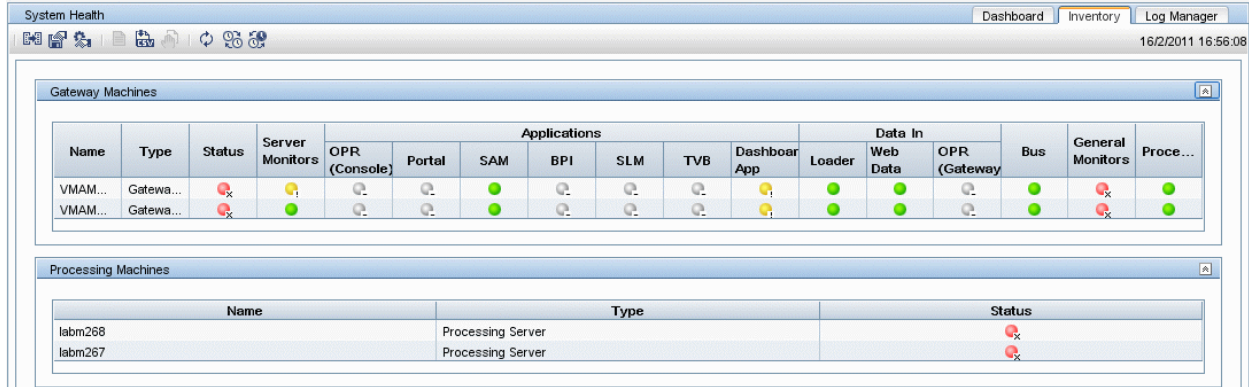 System Health
Dashboard Inventory Log Manager
CSV
16/2/2011 16:56:08
Gateway Machines
Applications Data In
Name Type Status Server Monitors OPR (Console) Portal SAM BPI SLM TVB Dashboar App Loader Web Data OPR (Gateway Bus General Monitors Proce...
VMAM... Gatewa...
VMAM... Gatewa...
Processing Machines
Name Type Status
labm268 Processing Server
labm267 Processing Server